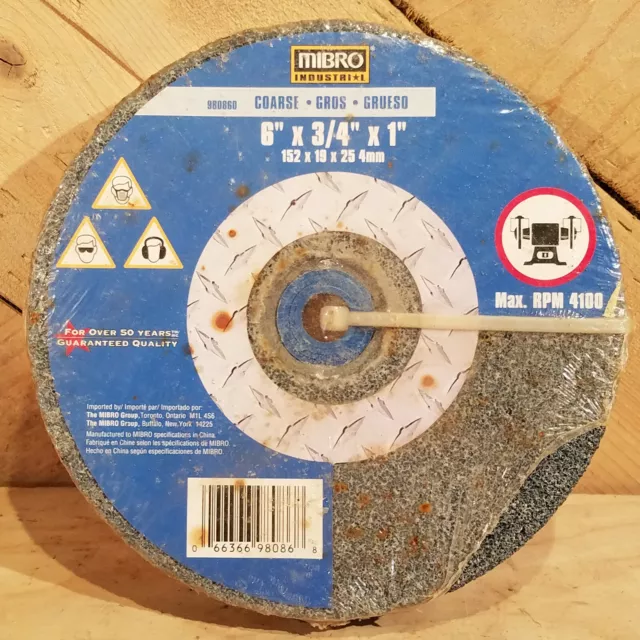 MIBRO
INDUSTRIAL
980860 COARSE • GROS • GRUESO
6" x 3/4" x 1"
152 x 19 x 25 4mm
Max. RPM 4100
FOR OVER 50 YEARS
GUARANTEED QUALITY
Imported by/ Importé par/ Importado por:
The MIBRO Group, Toronto, Ontario M1L 4S6
The MIBRO Group, Buffalo, New York 14225
Manufactured to MIBRO specifications in China.
Fabriqué en Chine selon les spécifications de MIBRO.
Hecho en China según especificaciones de MIBRO.
0 66366 98086 8